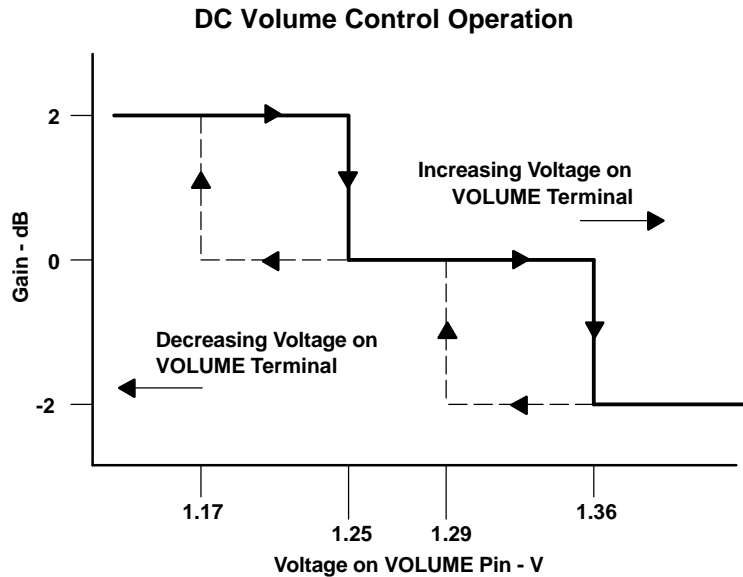 DC Volume Control Operation
2
Increasing Voltage on
VOLUME Terminal
0
Gain - dB
Decreasing Voltage on
VOLUME Terminal
-2
1.17
1.25
1.29
1.36
Voltage on VOLUME Pin - V